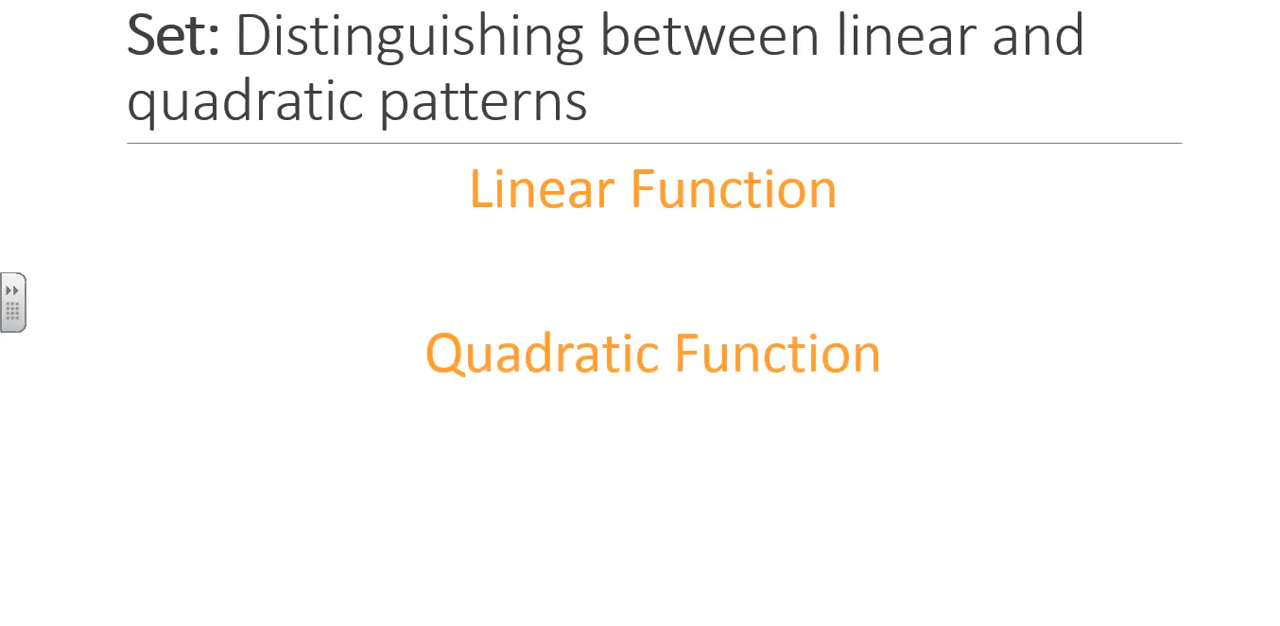 Set: Distinguishing between linear and
quadratic patterns
Linear Function
Quadratic Function